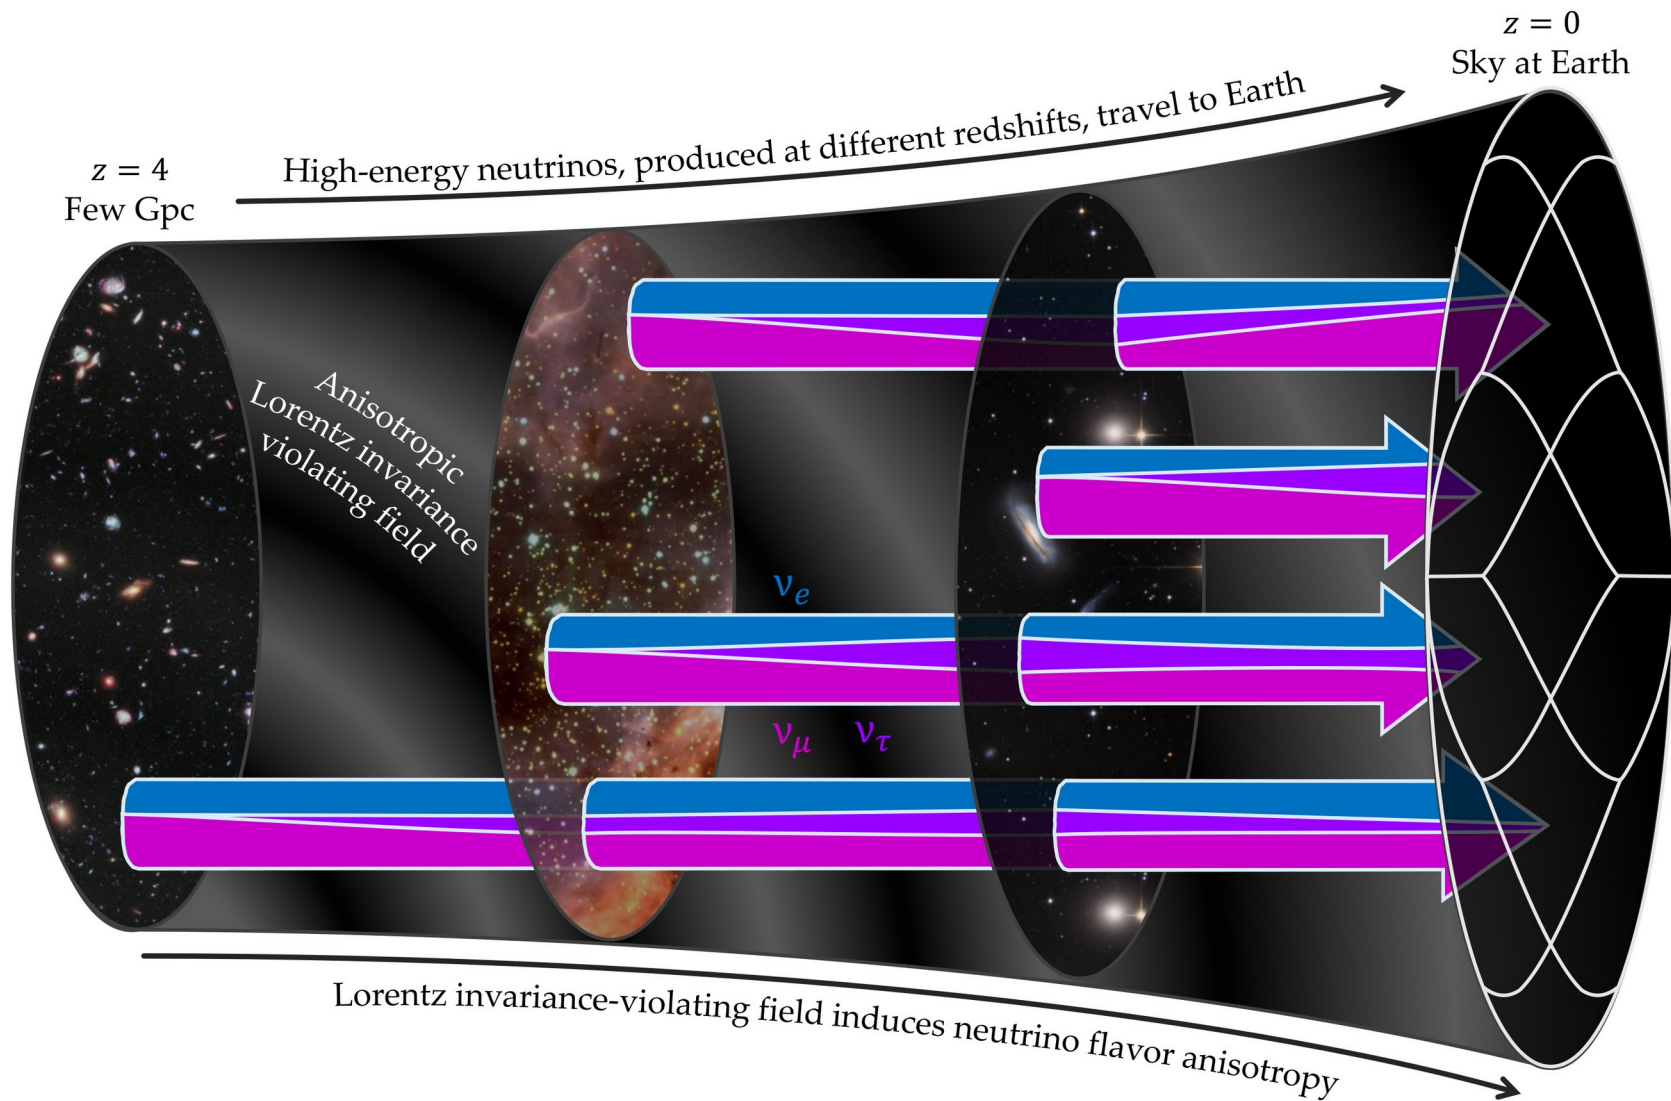 z = 0
Sky at Earth
High-energy neutrinos, produced at different redshifts, travel to Earth
z = 4
Few Gpc
Anisotropic
Lorentz invariance
violating field
νe
νμ ντ
Lorentz invariance-violating field induces neutrino flavor anisotropy